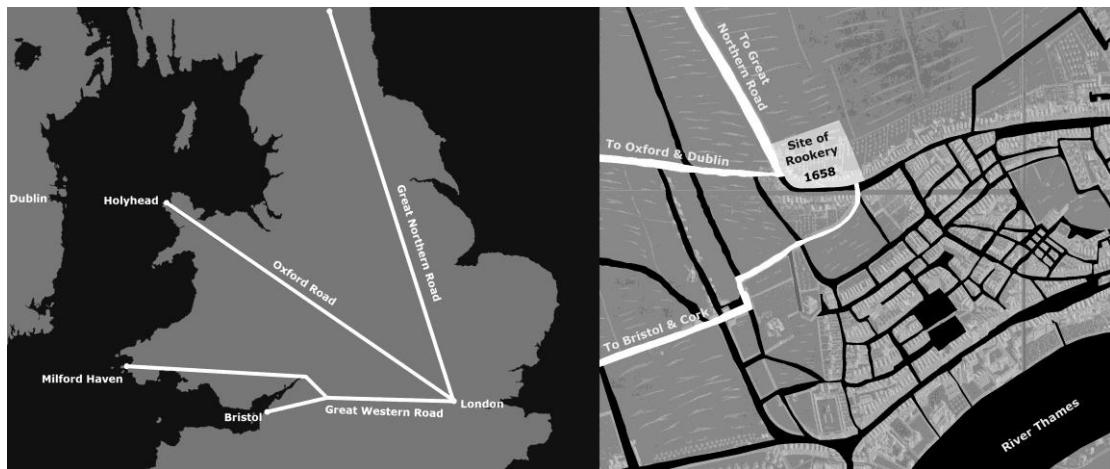 Dublin
Holyhead
Great Northern Road
Oxford Road
Milford Haven
Bristol
Great Western Road
London
To Great
Northern Road
To Oxford & Dublin
Site of
Rookery
1658
To Bristol & Cork
River Thames